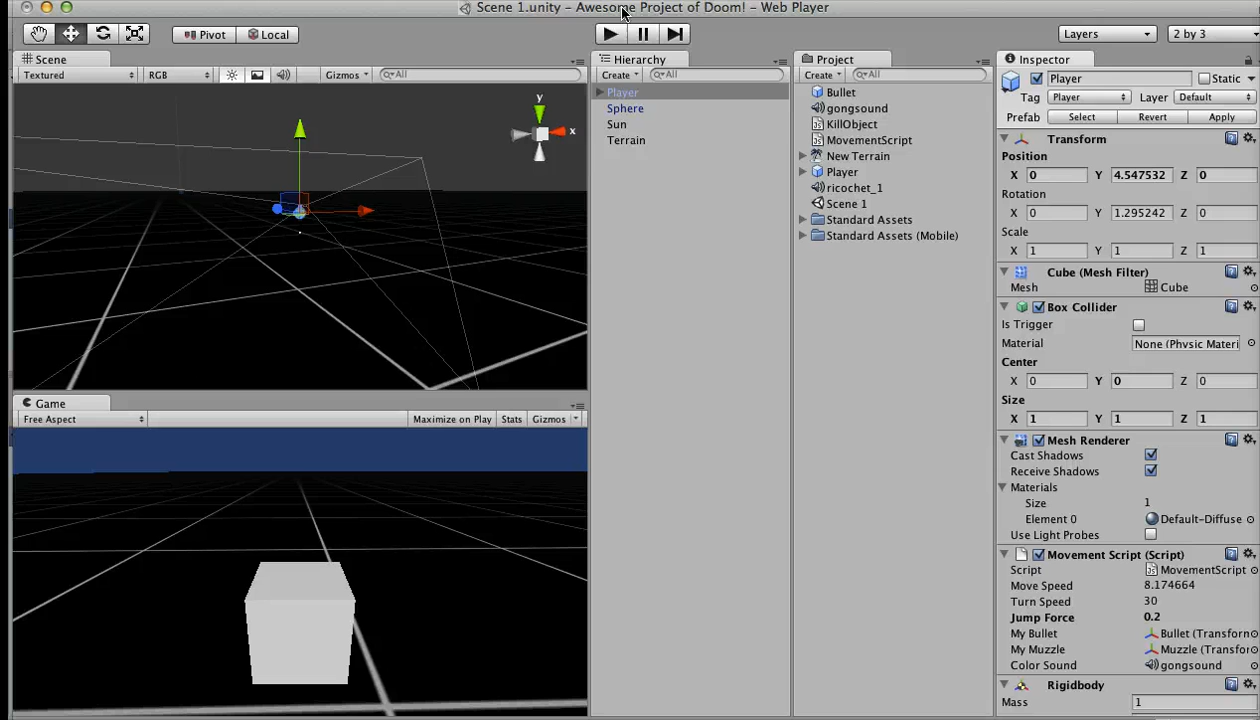 Scene 1.unity – Awesome Project of Doom! – Web Player
Pivot Local Layers 2 by 3
Scene
Textured RGB Gizmos All
Game
Free Aspect Maximize on Play Stats Gizmos
Hierarchy
Create All
Player
Sphere
Sun
Terrain
Project
Create All
Bullet
gongsound
KillObject
MovementScript
New Terrain
Player
ricochet_1
Scene 1
Standard Assets
Standard Assets (Mobile)
Inspector
Player Static
Tag Player Layer Default
Prefab Select Revert Apply
Transform
Position
X 0 Y 4.547532 Z 0
Rotation
X 0 Y 1.295242 Z 0
Scale
X 1 Y 1 Z 1
Cube (Mesh Filter)
Mesh Cube
Box Collider
Is Trigger
Material None (Physic Materi
Center
X 0 Y 0 Z 0
Size
X 1 Y 1 Z 1
Mesh Renderer
Cast Shadows
Receive Shadows
Materials
Size 1
Element 0 Default-Diffuse
Use Light Probes
Movement Script (Script)
Script MovementScript
Move Speed 8.174664
Turn Speed 30
Jump Force 0.2
My Bullet Bullet (Transforn
My Muzzle Muzzle (Transfor
Color Sound gongsound
Rigidbody
Mass 1
y
x